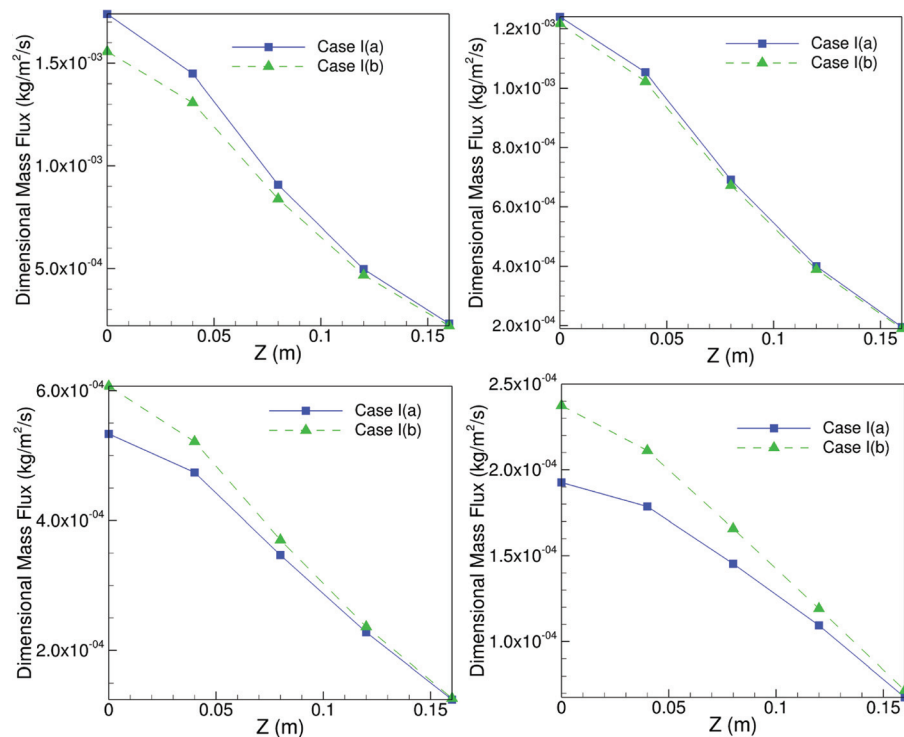 Dimensional Mass Flux (kg/m²/s)
1.5x10⁻⁰³
1.0x10⁻⁰³
5.0x10⁻⁰⁴
Case I(a)
Case I(b)
0
0.05
0.1
0.15
Z (m)
Dimensional Mass Flux (kg/m²/s)
1.2x10⁻⁰³
1.0x10⁻⁰³
8.0x10⁻⁰⁴
6.0x10⁻⁰⁴
4.0x10⁻⁰⁴
2.0x10⁻⁰⁴
Case I(a)
Case I(b)
0
0.05
0.1
0.15
Z (m)
Dimensional Mass Flux (kg/m²/s)
6.0x10⁻⁰⁴
4.0x10⁻⁰⁴
2.0x10⁻⁰⁴
Case I(a)
Case I(b)
0
0.05
0.1
0.15
Z (m)
Dimensional Mass Flux (kg/m²/s)
2.5x10⁻⁰⁴
2.0x10⁻⁰⁴
1.5x10⁻⁰⁴
1.0x10⁻⁰⁴
Case I(a)
Case I(b)
0
0.05
0.1
0.15
Z (m)